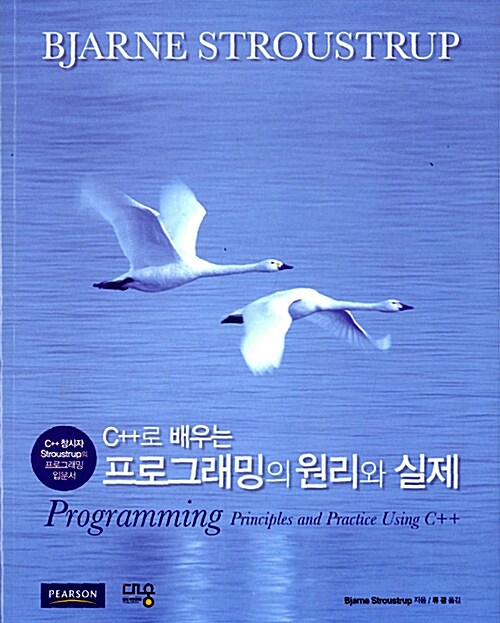 BJARNE STROUSTRUP
C++ 창시자
Stroustrup의
프로그래밍
입문서
C++로 배우는
프로그래밍의 원리와 실제
Programming Principles and Practice Using C++
PEARSON
Bjarne Stroustrup 지음 / 류 광 옮김